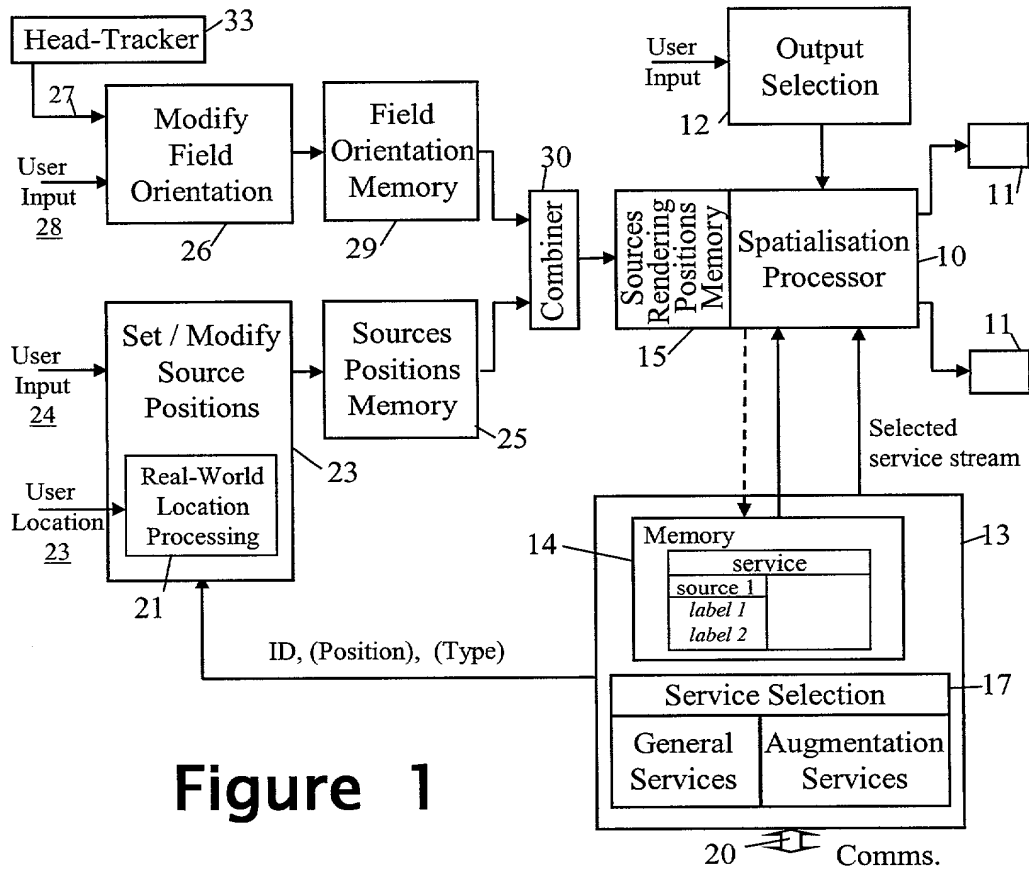 33
Head-Tracker
27
Modify
Field
Orientation
User
Input
28
26
Field
Orientation
Memory
29
User
Input
Output
Selection
12
30
Combiner
Sources
Rendering
Positions
Memory
15
Spatialisation
Processor
10
11
11
Set / Modify
Source
Positions
User
Input
24
Sources
Positions
Memory
25
23
User
Location
23
Real-World
Location
Processing
21
Selected
service stream
ID, (Position), (Type)
13
14
Memory
service
source 1
label 1
label 2
17
Service Selection
General
Services
Augmentation
Services
20
Comms.
Figure 1